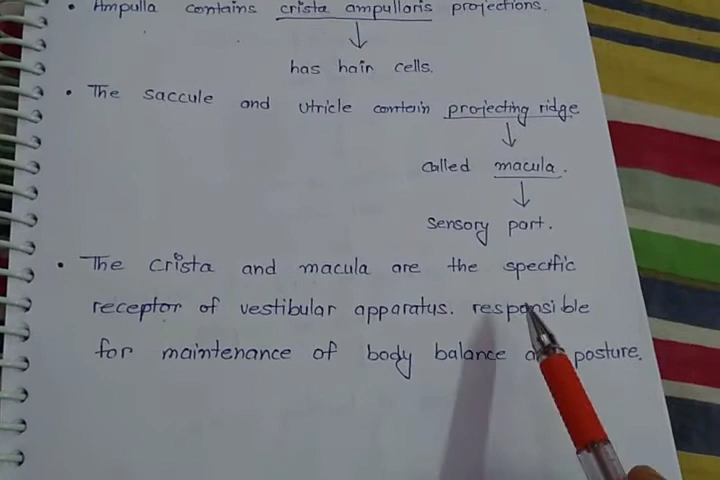 • Ampulla contains crista ampullaris projections.
has hair cells.
• The saccule and utricle contain projecting ridge
called macula.
sensory part.
• The crista and macula are the specific
receptor of vestibular apparatus. responsible
for maintenance of body balance posture.